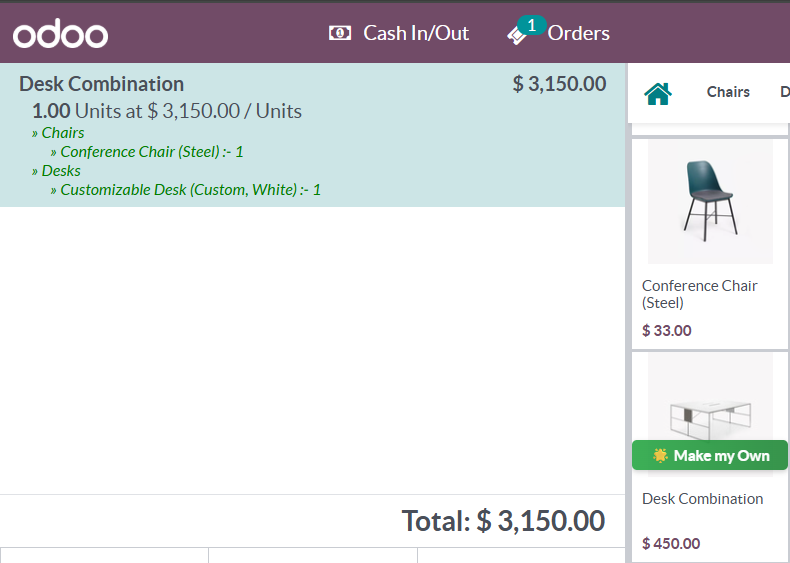 odoo
Cash In/Out
1
Orders
Desk Combination
$ 3,150.00
1.00 Units at $ 3,150.00 / Units
» Chairs
» Conference Chair (Steel) :- 1
» Desks
» Customizable Desk (Custom, White) :- 1
Total: $ 3,150.00
Chairs
D
Conference Chair
(Steel)
$ 33.00
Make my Own
Desk Combination
$ 450.00